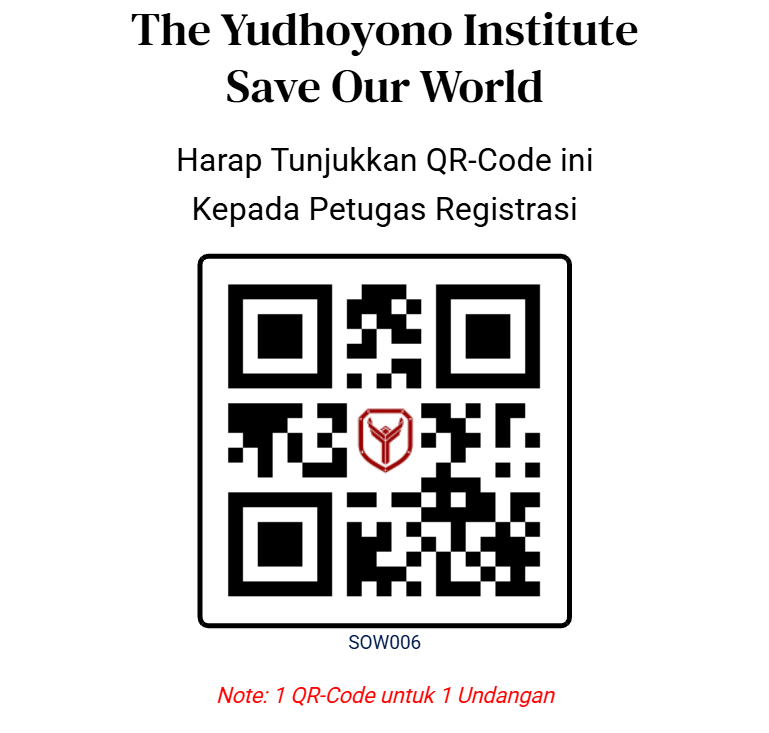 The Yudhoyono Institute
Save Our World
Harap Tunjukkan QR-Code ini
Kepada Petugas Registrasi
SOW006
Note: 1 QR-Code untuk 1 Undangan